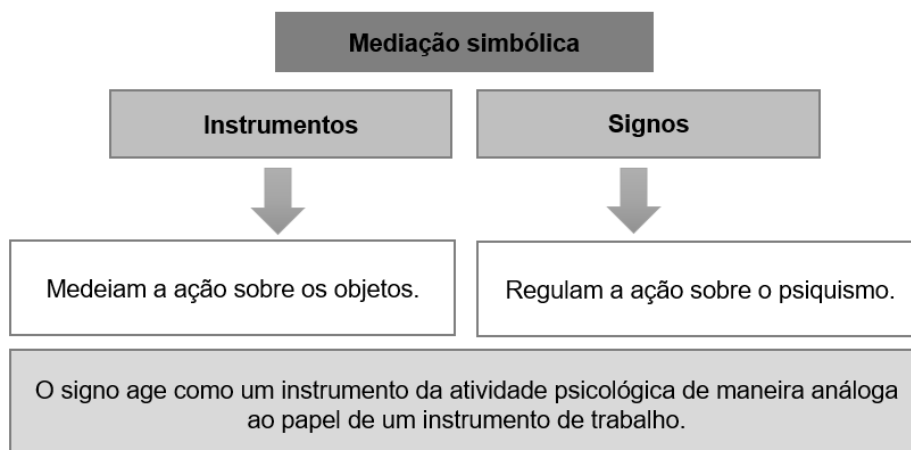 Mediação simbólica
Instrumentos
Signos
Medeiam a ação sobre os objetos.
Regulam a ação sobre o psiquismo.
O signo age como um instrumento da atividade psicológica de maneira análoga
ao papel de um instrumento de trabalho.